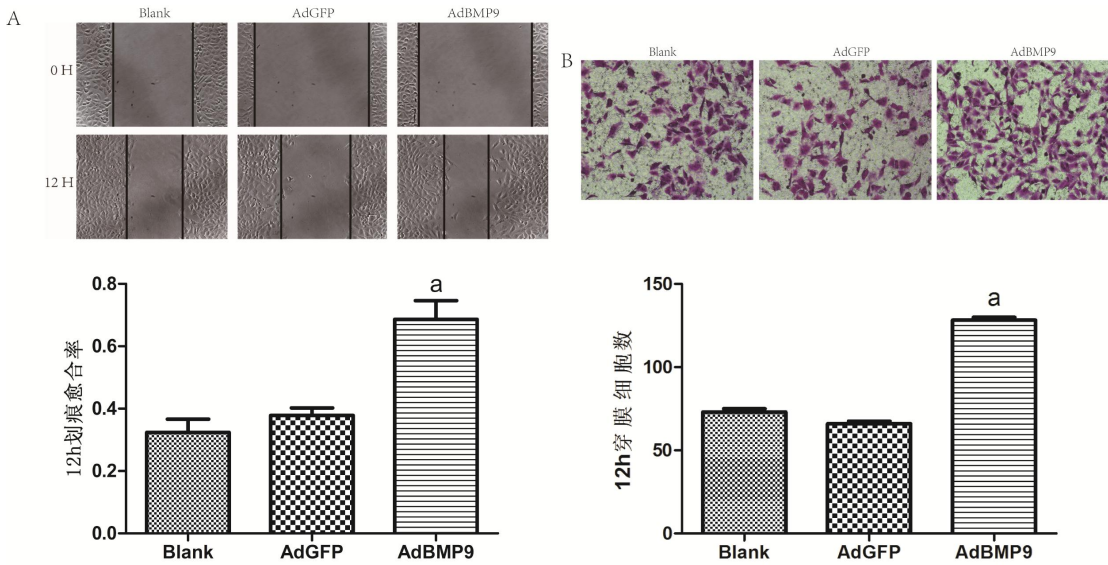 A
Blank AdGFP AdBMP9
0 H
12 H
B
Blank AdGFP AdBMP9
12h划痕愈合率
0.8
0.6
0.4
0.2
0.0
a
Blank AdGFP AdBMP9
12h穿膜细胞数
150
100
50
0
a
Blank AdGFP AdBMP9